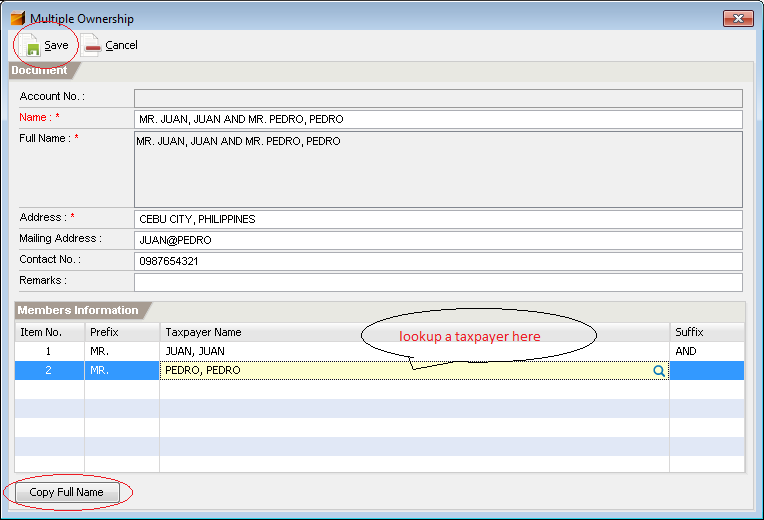 Multiple Ownership
Save Cancel
Document
Account No. :
Name : * MR. JUAN, JUAN AND MR. PEDRO, PEDRO
Full Name : * MR. JUAN, JUAN AND MR. PEDRO, PEDRO
Address : * CEBU CITY, PHILIPPINES
Mailing Address : JUAN@PEDRO
Contact No. : 0987654321
Remarks :
Members Information
Item No. Prefix Taxpayer Name Suffix
lookup a taxpayer here
1 MR. JUAN, JUAN AND
2 MR. PEDRO, PEDRO
Copy Full Name